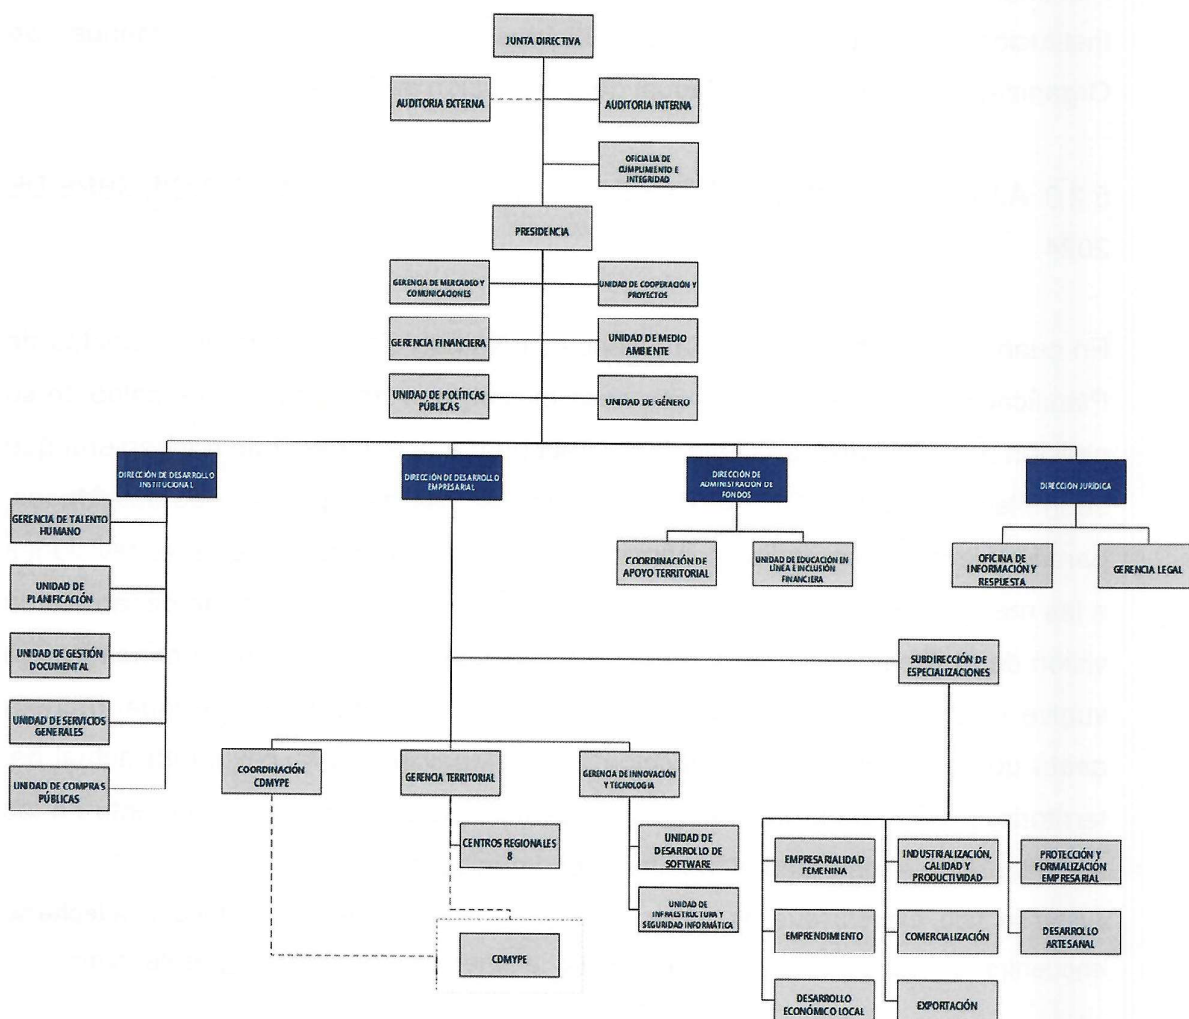 JUNTA DIRECTIVA
AUDITORIA EXTERNA
AUDITORIA INTERNA
OFICIALIA DE
CUMPLIMIENTO E
INTEGRIDAD
PRESIDENCIA
GERENCIA DE MERCADEO Y
COMUNICACIONES
UNIDAD DE COOPERACIÓN Y
PROYECTOS
GERENCIA FINANCIERA
UNIDAD DE MEDIO
AMBIENTE
UNIDAD DE POLÍTICAS
PÚBLICAS
UNIDAD DE GÉNERO
DIRECCIÓN DE DESARROLLO
INSTITUCIONAL
DIRECCIÓN DE DESARROLLO
EMPRESARIAL
DIRECCIÓN DE
ADMINISTRACIÓN DE
FONDOS
DIRECCIÓN JURÍDICA
GERENCIA DE TALENTO
HUMANO
UNIDAD DE
PLANIFICACIÓN
UNIDAD DE GESTIÓN
DOCUMENTAL
UNIDAD DE SERVICIOS
GENERALES
UNIDAD DE COMPRAS
PÚBLICAS
COORDINACIÓN
DE APOYO TERRITORIAL
UNIDAD DE EDUCACIÓN EN
LÍNEA E INCLUSIÓN
FINANCIERA
OFICINA DE
INFORMACIÓN Y
RESPUESTA
GERENCIA LEGAL
SUBDIRECCIÓN DE
ESPECIALIZACIONES
COORDINACIÓN
CDMYPE
GERENCIA TERRITORIAL
GERENCIA DE INNOVACIÓN
Y TECNOLOGIA
CENTROS REGIONALES
8
UNIDAD DE
DESARROLLO DE
SOFTWARE
UNIDAD DE
INFRAESTRUCTURA Y
SEGURIDAD INFORMÁTICA
CDMYPE
EMPRESARIALIDAD
FEMENINA
INDUSTRIALIZACIÓN,
CALIDAD Y
PRODUCTIVIDAD
PROTECCIÓN Y
FORMALIZACIÓN
EMPRESARIAL
EMPRENDIMIENTO
COMERCIALIZACIÓN
DESARROLLO
ARTESANAL
DESARROLLO
ECONÓMICO LOCAL
EXPORTACIÓN